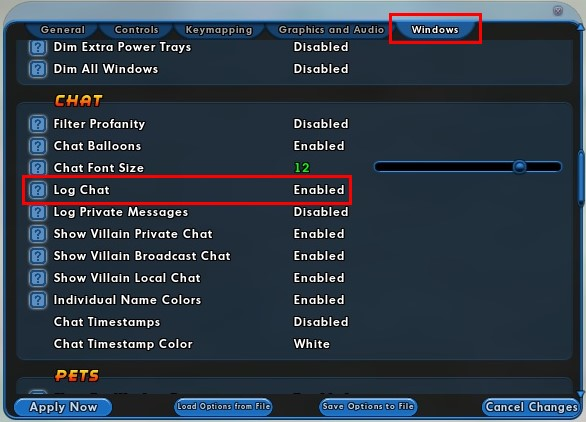 General Controls Keymapping Graphics and Audio Windows
? Dim Extra Power Trays Disabled
? Dim All Windows Disabled
CHAT
? Filter Profanity Disabled
? Chat Balloons Enabled
? Chat Font Size 12
? Log Chat Enabled
? Log Private Messages Disabled
? Show Villain Private Chat Enabled
? Show Villain Broadcast Chat Enabled
? Show Villain Local Chat Enabled
? Individual Name Colors Enabled
Chat Timestamps Disabled
Chat Timestamp Color White
PETS
Apply Now Load Options from File Save Options to File Cancel Changes